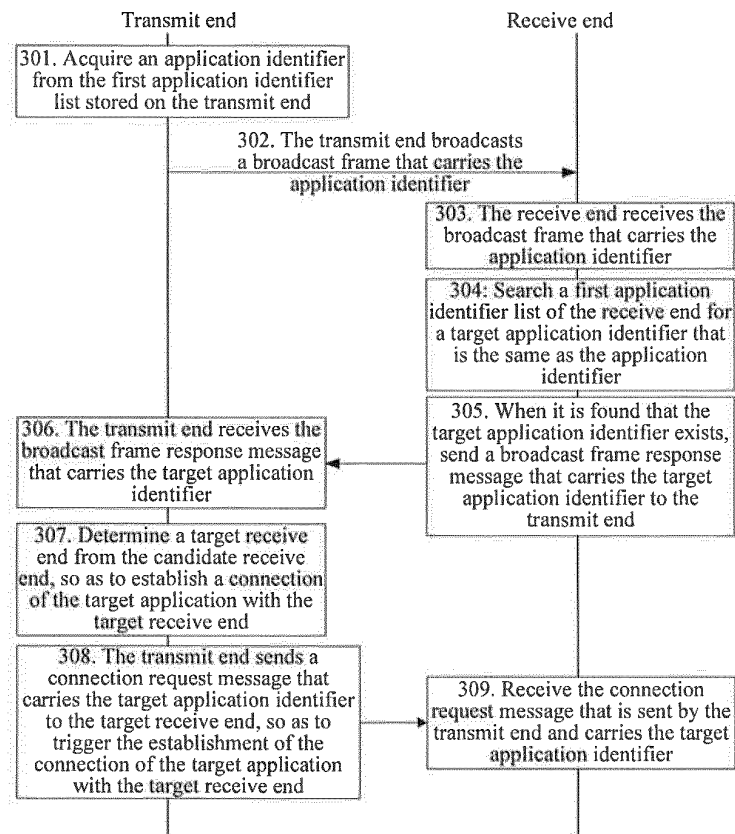 Transmit end
Receive end
301. Acquire an application identifier
from the first application identifier
list stored on the transmit end
302. The transmit end broadcasts
a broadcast frame that carries the
application identifier
303. The receive end receives the
broadcast frame that carries the
application identifier
304: Search a first application
identifier list of the receive end for
a target application identifier that
is the same as the application
identifier
305. When it is found that the
target application identifier exists,
send a broadcast frame response
message that carries the target
application identifier to the
transmit end
306. The transmit end receives the
broadcast frame response message
that carries the target application
identifier
307. Determine a target receive
end from the candidate receive
end, so as to establish a connection
of the target application with the
target receive end
308. The transmit end sends a
connection request message that
carries the target application identifier
to the target receive end, so as to
trigger the establishment of the
connection of the target application
with the target receive end
309. Receive the connection
request message that is sent by the
transmit end and carries the target
application identifier